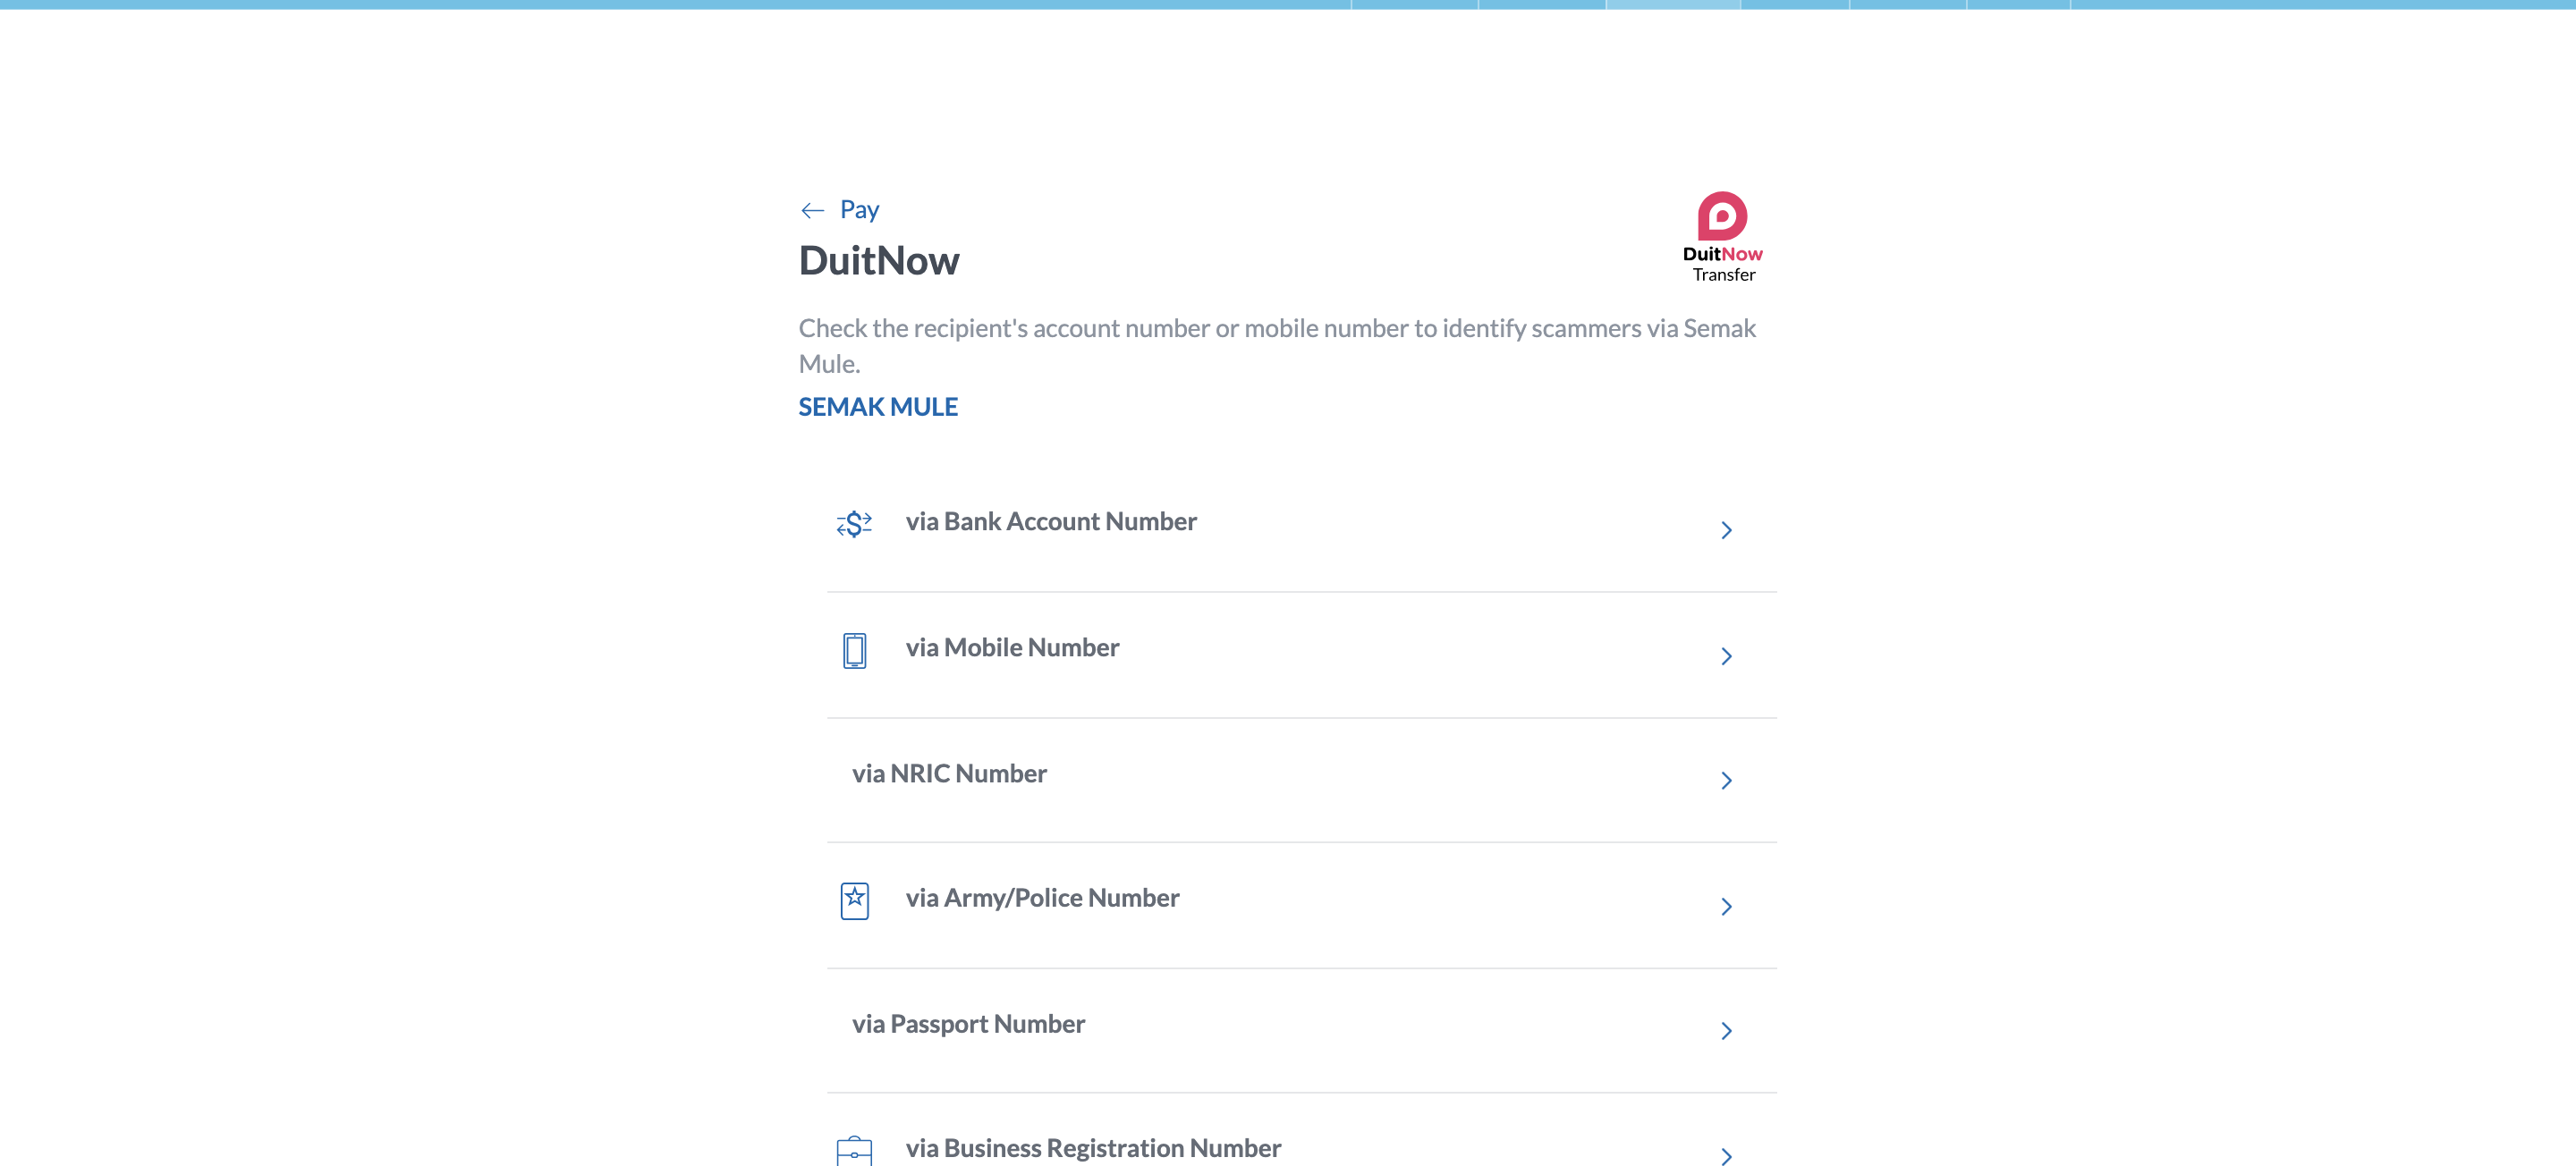 Pay
DuitNow
DuitNow
Transfer
Check the recipient's account number or mobile number to identify scammers via Semak
Mule.
SEMAK MULE
via Bank Account Number
via Mobile Number
via NRIC Number
via Army/Police Number
via Passport Number
via Business Registration Number